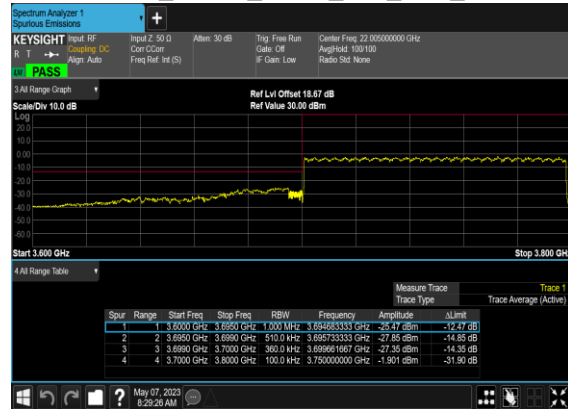 Spectrum Analyzer 1
Spurious Emissions
+
KEYSIGHT Input: RF Input Z: 50 Ω Atten: 30 dB Trig: Free Run Center Freq: 22.005000000 GHz
R T Coupling: DC Corr CCorr Gate: Off Avg|Hold: 100/100
Align: Auto Freq Ref: Int (S) IF Gain: Low Radio Std: None
PASS
3 All Range Graph
Ref Lvl Offset 18.67 dB
Scale/Div 10.0 dB Ref Value 30.00 dBm
Log
20.0
10.0
0.00
-10.0
-20.0
-30.0
-40.0
-50.0
-60.0
Start 3.600 GHz Stop 3.800 GHz
4 All Range Table
Measure Trace Trace 1
Trace Type Trace Average (Active)
Spur Range Start Freq Stop Freq RBW Frequency Amplitude ΔLimit
1 1 3.6000 GHz 3.6950 GHz 1.000 MHz 3.694683333 GHz -25.47 dBm -12.47 dB
2 2 3.6950 GHz 3.6990 GHz 510.0 kHz 3.695733333 GHz -27.85 dBm -14.85 dB
3 3 3.6990 GHz 3.7000 GHz 360.0 kHz 3.699661667 GHz -27.35 dBm -14.35 dB
4 4 3.7000 GHz 3.8000 GHz 100.0 kHz 3.750000000 GHz -1.901 dBm -31.90 dB
? May 07, 2023
8:29:26 AM